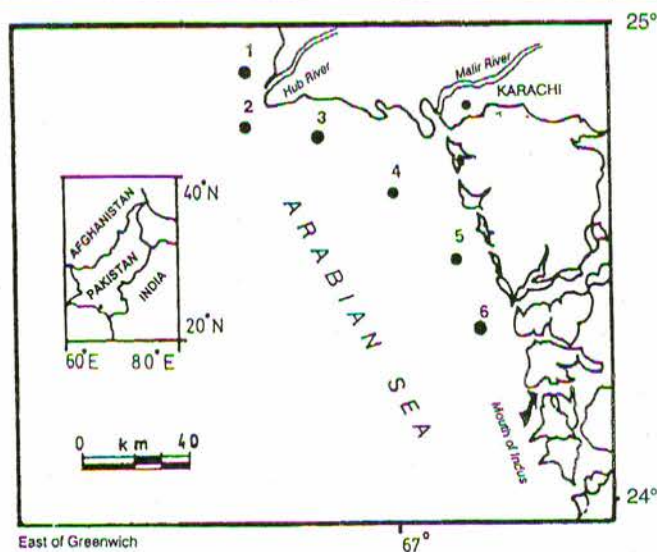 25°
1
Hub River
Malir River
KARACHI
2
3
4
40°N
AFGHANISTAN
PAKISTAN
INDIA
20°N
60°E 80°E
ARABIAN SEA
5
6
Mouth of Indus
0 km 40
24°
East of Greenwich
67°